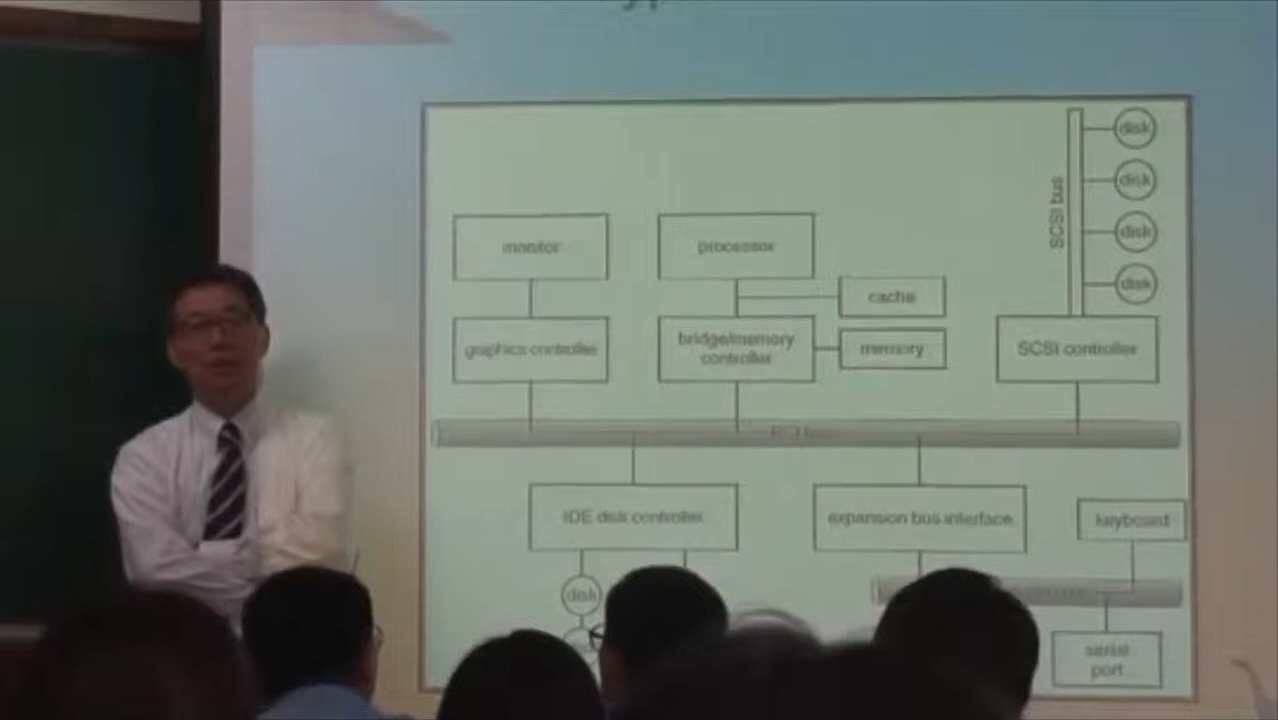 disk
disk
SCSI bus
disk
monitor
processor
disk
cache
graphics controller
bridge/memory
controller
memory
SCSI controller
IDE disk controller
expansion bus interface
keyboard
disk
serial
port